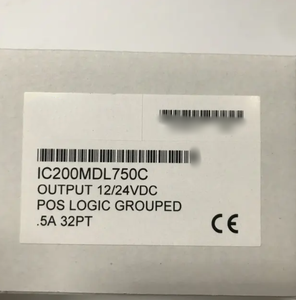 IC200MDL750C
OUTPUT 12/24VDC
POS LOGIC GROUPED
.5A 32PT
CE